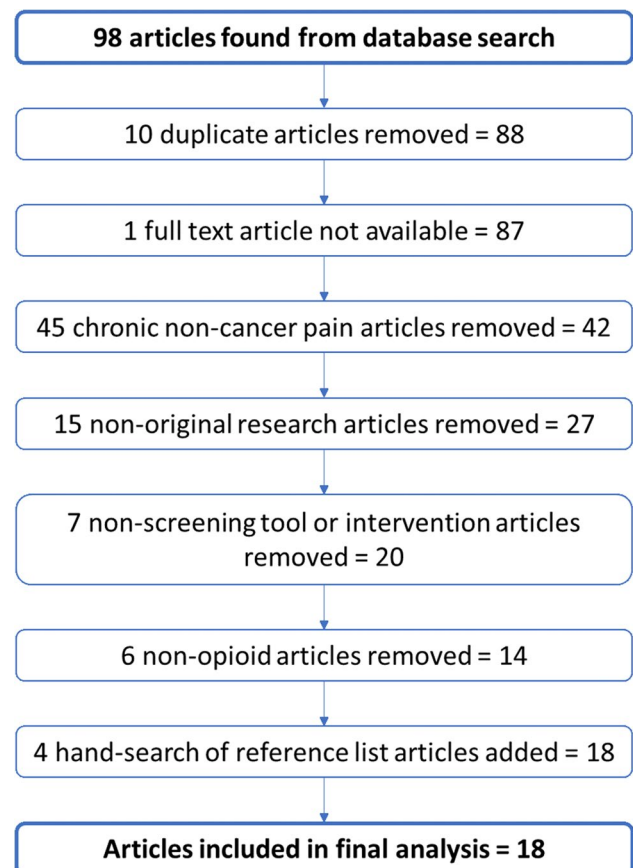 98 articles found from database search
10 duplicate articles removed = 88
1 full text article not available = 87
45 chronic non-cancer pain articles removed = 42
15 non-original research articles removed = 27
7 non-screening tool or intervention articles
removed = 20
6 non-opioid articles removed = 14
4 hand-search of reference list articles added = 18
Articles included in final analysis = 18